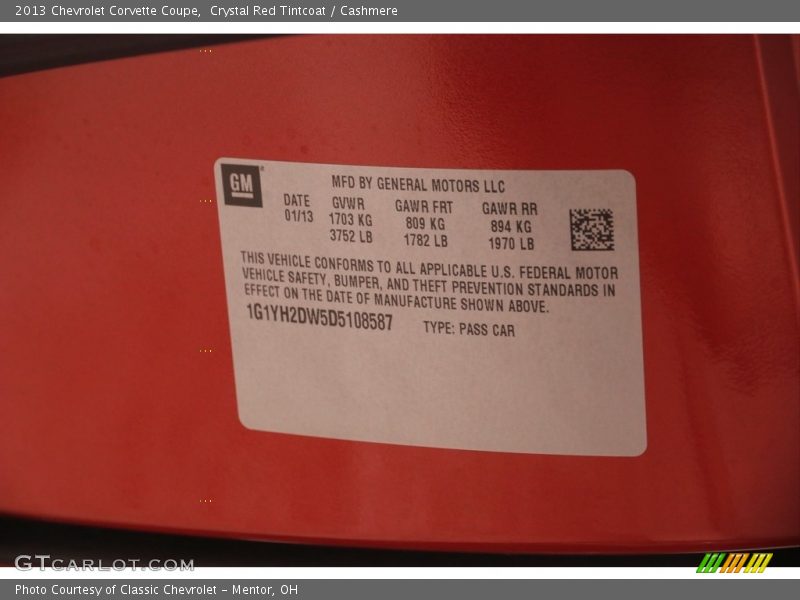 2013 Chevrolet Corvette Coupe,  Crystal Red Tintcoat / Cashmere
GM
MFD BY GENERAL MOTORS LLC
DATE GVWR GAWR FRT GAWR RR
01/13 1703 KG 809 KG 894 KG
3752 LB 1782 LB 1970 LB
THIS VEHICLE CONFORMS TO ALL APPLICABLE U.S. FEDERAL MOTOR
VEHICLE SAFETY, BUMPER, AND THEFT PREVENTION STANDARDS IN
EFFECT ON THE DATE OF MANUFACTURE SHOWN ABOVE.
1G1YH2DW5D5108587 TYPE: PASS CAR
GTCARLOT.COM
Photo Courtesy of Classic Chevrolet - Mentor, OH